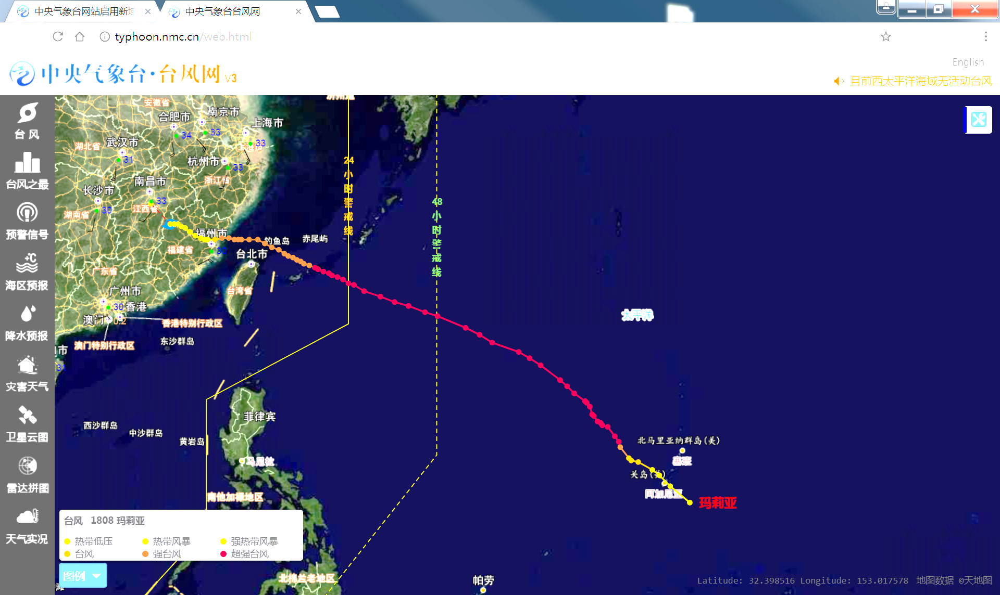 中央气象台网站启用新域
中央气象台台风网
typhoon.nmc.cn/web.html
中央气象台·台风网 V3
English
目前西太平洋海域无活动台风
台 风
台风之最
预警信号
海区预报
降水预报
灾害天气
卫星云图
雷达拼图
天气实况
安徽省
合肥市
南京市
上海市
34
33
33
湖北省
武汉市
31
上海市
杭州市
33
浙江省
24小时警戒线
48小时警戒线
长沙市
南昌市
33
湖南省
30
江西省
福州市
30
福建省
钓鱼岛
赤尾屿
台北市
广东省
台湾省
广州市
30
香港
澳门
0.2
香港特别行政区
澳门特别行政区
东沙群岛
市
31
太平洋
西沙群岛
中沙群岛
黄岩岛
菲律宾
马尼拉
南他加禄地区
北马里亚纳群岛(美)
塞班
关岛(美)
阿加尼亚
玛莉亚
台风 1808 玛莉亚
热带低压 热带风暴 强热带风暴
台风 强台风 超强台风
图例
北棉兰老地区
帕劳
Latitude: 32.398516 Longitude: 153.017578 地图数据 ©天地图